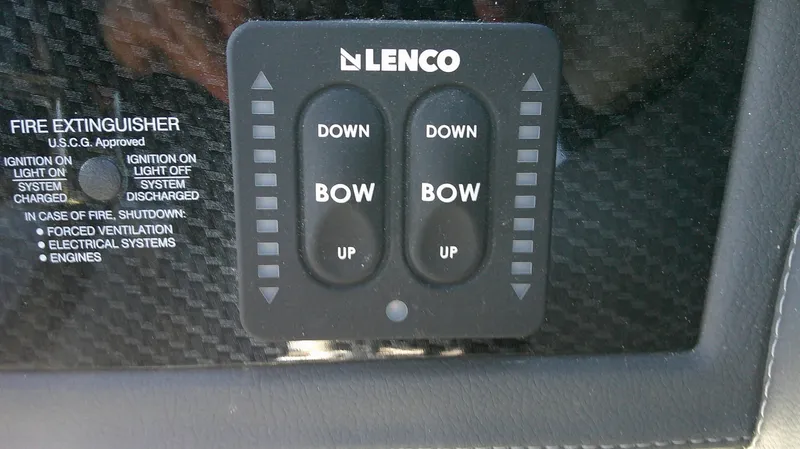 FIRE EXTINGUISHER
U.S.C.G. Approved
IGNITION ON
LIGHT ON
SYSTEM
CHARGED
IGNITION ON
LIGHT OFF
SYSTEM
DISCHARGED
IN CASE OF FIRE, SHUTDOWN:
• FORCED VENTILATION
• ELECTRICAL SYSTEMS
• ENGINES
LENCO
DOWN
BOW
UP
DOWN
BOW
UP